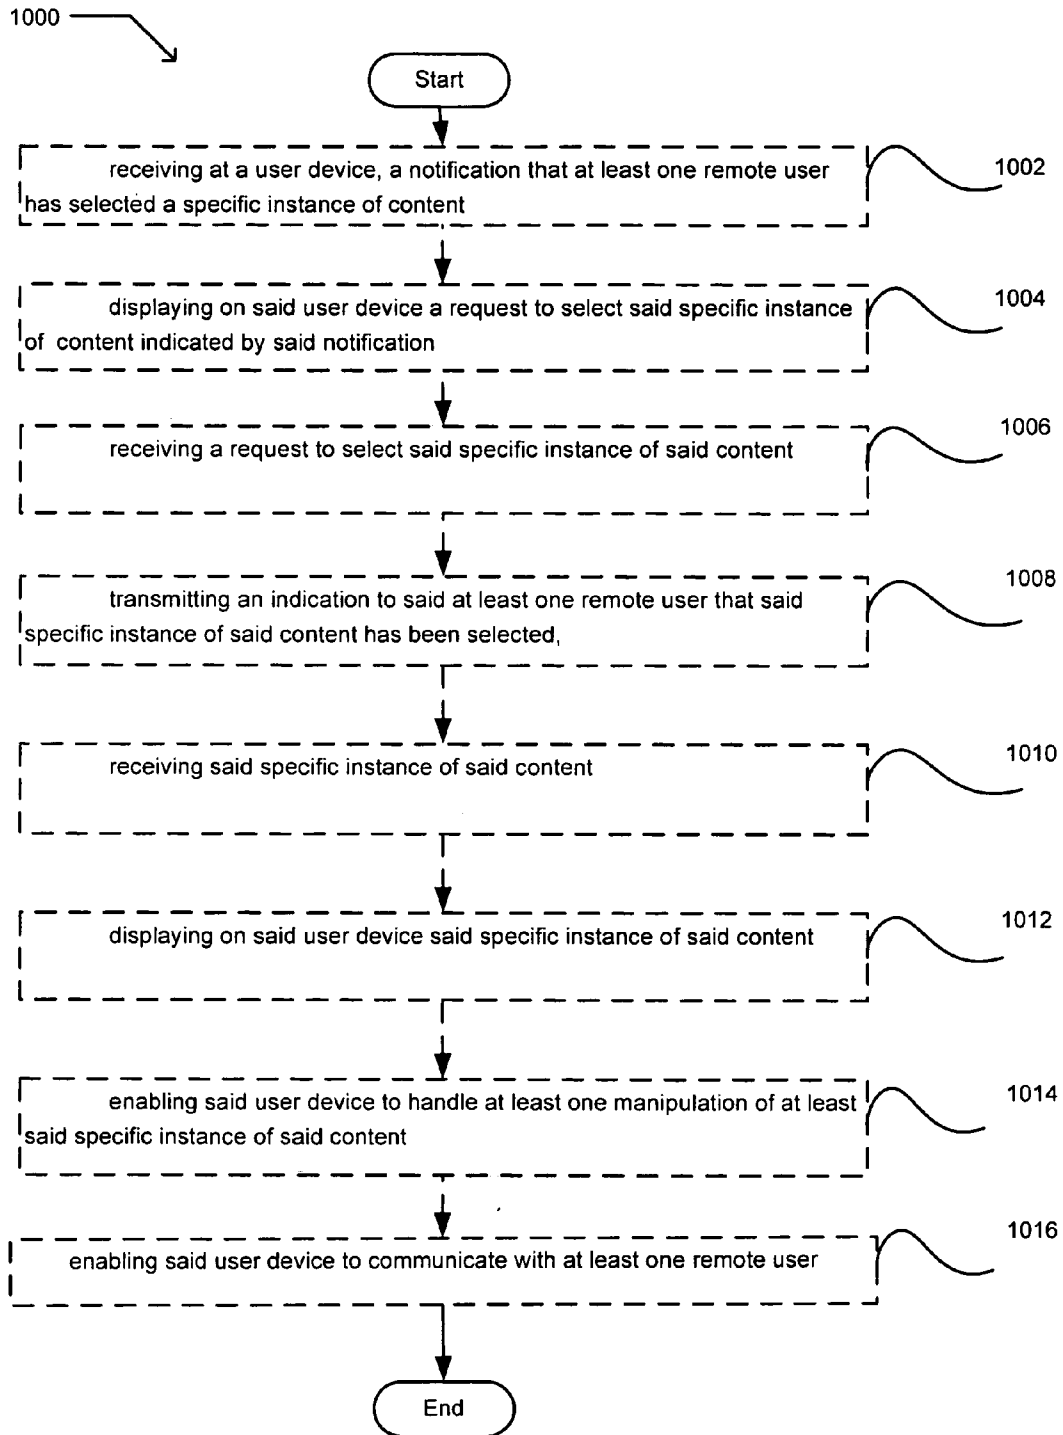 1000
Start
receiving at a user device, a notification that at least one remote user
has selected a specific instance of content
1002
displaying on said user device a request to select said specific instance
of content indicated by said notification
1004
receiving a request to select said specific instance of said content
1006
transmitting an indication to said at least one remote user that said
specific instance of said content has been selected,
1008
receiving said specific instance of said content
1010
displaying on said user device said specific instance of said content
1012
enabling said user device to handle at least one manipulation of at least
said specific instance of said content
1014
enabling said user device to communicate with at least one remote user
1016
End